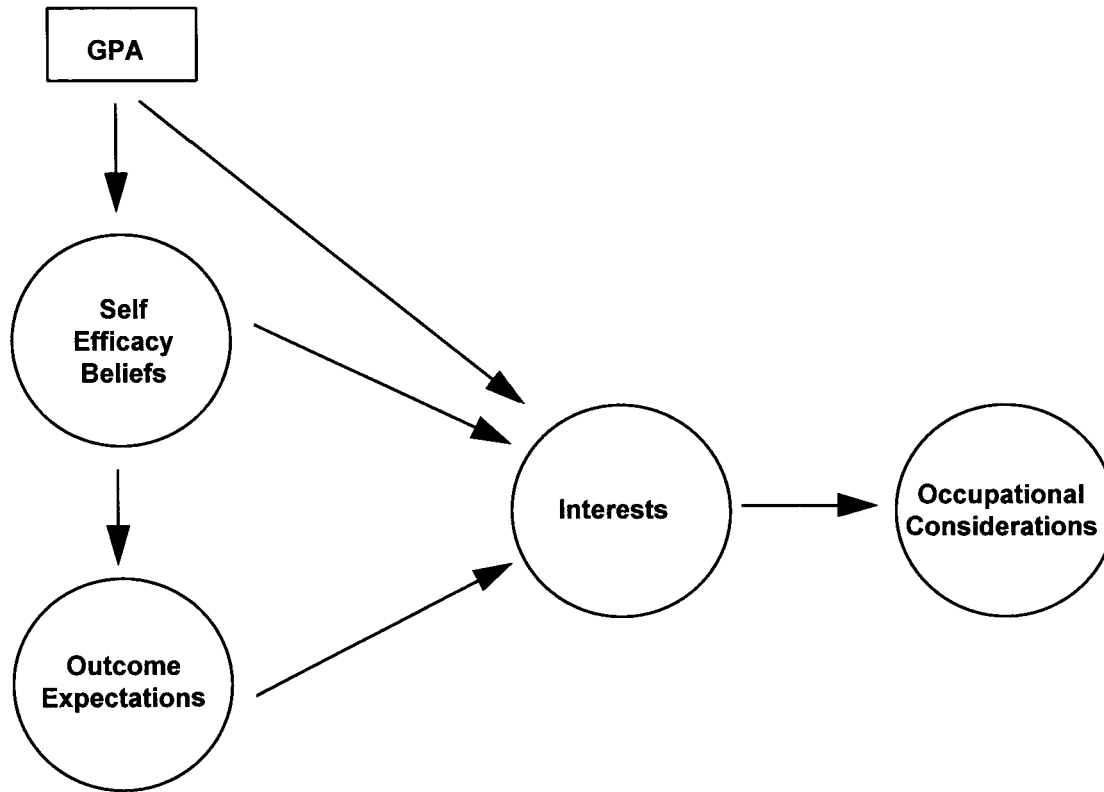 GPA
Self
Efficacy
Beliefs
Interests
Occupational
Considerations
Outcome
Expectations